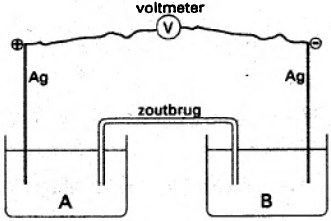 voltmeter
V
+ −
Ag Ag
zoutbrug
A B